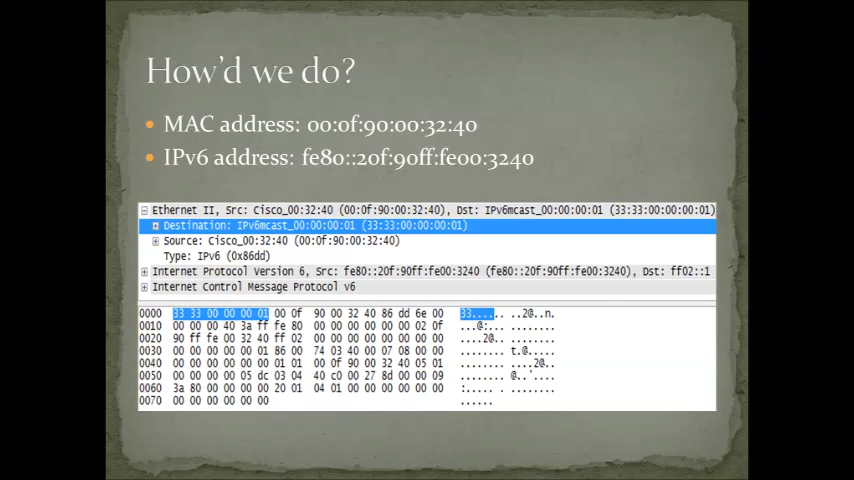 How'd we do?
MAC address: 00:0f:90:00:32:40
IPv6 address: fe80::20f:90ff:fe00:3240
Ethernet II, Src: Cisco_00:32:40 (00:0f:90:00:32:40), Dst: IPv6mcast_00:00:00:01 (33:33:00:00:00:01)
Destination: IPv6mcast_00:00:00:01 (33:33:00:00:00:01)
Source: Cisco_00:32:40 (00:0f:90:00:32:40)
Type: IPv6 (0x86dd)
Internet Protocol Version 6, Src: fe80::20f:90ff:fe00:3240 (fe80::20f:90ff:fe00:3240), Dst: ff02::1
Internet Control Message Protocol v6
0000 33 33 00 00 00 01 00 0f 90 00 32 40 86 dd 6e 00 33...... ..2@..n.
0010 00 00 00 40 3a ff fe 80 00 00 00 00 00 00 02 0f ...@:... ........
0020 90 ff fe 00 32 40 ff 02 00 00 00 00 00 00 00 00 ....2@.. ........
0030 00 00 00 00 00 01 86 00 74 03 40 00 07 08 00 00 ........ t.@.....
0040 00 00 00 00 00 00 01 01 00 0f 90 00 32 40 05 01 ........ ....2@..
0050 00 00 00 00 05 dc 03 04 40 c0 00 27 8d 00 00 09 ........ @..'....
0060 3a 80 00 00 00 00 20 01 04 01 00 00 00 00 00 00 :..... . ........
0070 00 00 00 00 00 00 ......